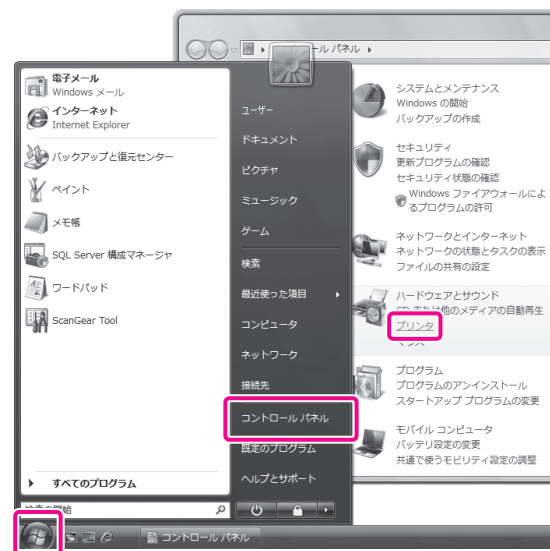 ール パネル
電子メール
Windows メール
インターネット
Internet Explorer
バックアップと復元センター
ペイント
メモ帳
SQL Server 構成マネージャ
ワードパッド
ScanGear Tool
すべてのプログラム
検索の開始
ユーザー
ドキュメント
ピクチャ
ミュージック
ゲーム
検索
最近使った項目
コンピュータ
ネットワーク
接続先
コントロール パネル
既定のプログラム
ヘルプとサポート
システムとメンテナンス
Windows の開始
バックアップの作成
セキュリティ
更新プログラムの確認
セキュリティ状態の確認
Windows ファイアウォールによ
るプログラムの許可
ネットワークとインターネット
ネットワークの状態とタスクの表示
ファイルの共有の設定
ハードウェアとサウンド
CD または他のメディアの自動再生
プリンタ
マウス
プログラム
プログラムのアンインストール
スタートアップ プログラムの変更
モバイル コンピュータ
バッテリ設定の変更
共通で使うモビリティ設定の調整
コントロール パネル